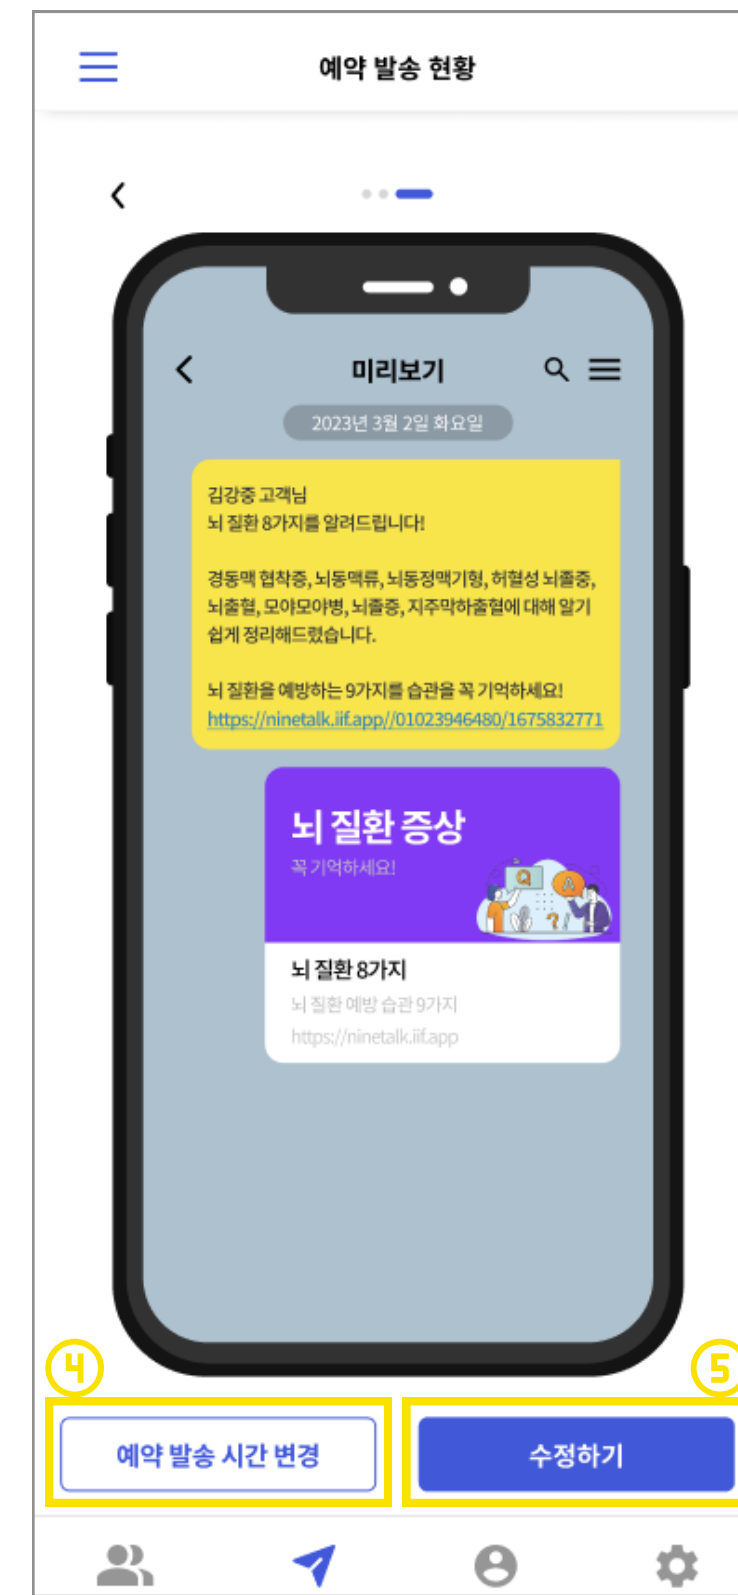 예약 발송 현황
미리보기
2023년 3월 2일 화요일
김강중 고객님
뇌 질환 8가지를 알려드립니다!
경동맥 협착증, 뇌동맥류, 뇌동정맥기형, 허혈성 뇌졸중,
뇌출혈, 모야모야병, 뇌졸증, 지주막하출혈에 대해 알기
쉽게 정리해드렸습니다.
뇌 질환을 예방하는 9가지를 습관을 꼭 기억하세요!
https://ninetalk.iif.app//01023946480/1675832771
뇌 질환 증상
꼭 기억하세요!
Q
A
?!
뇌 질환 8가지
뇌 질환 예방 습관 9가지
https://ninetalk.iif.app
4
5
예약 발송 시간 변경
수정하기